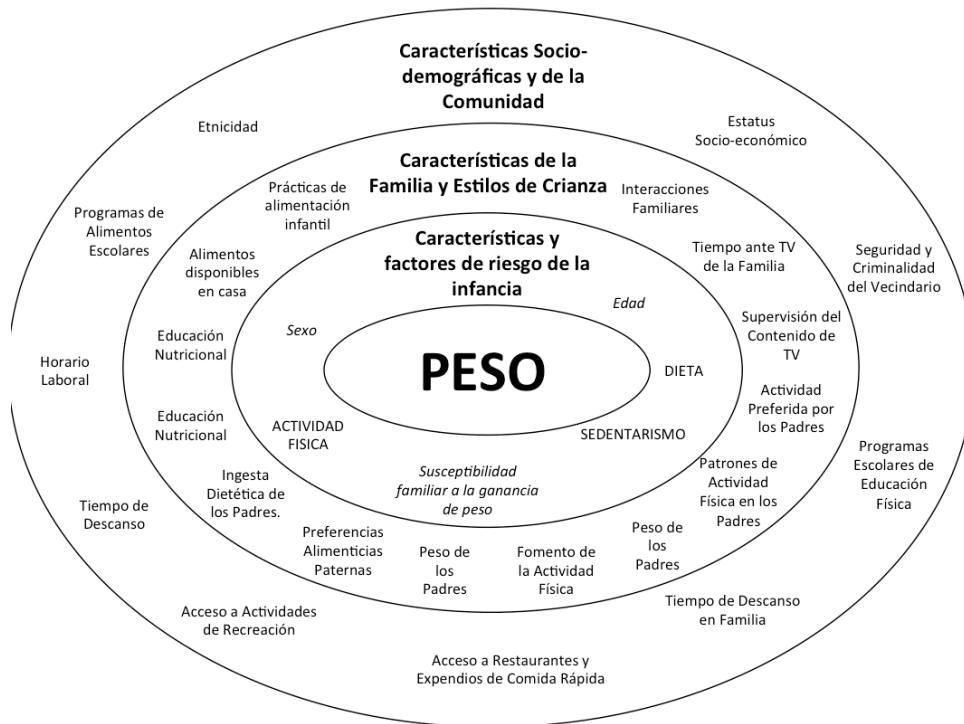 Características Socio-
demográficas y de la
Comunidad
Etnicidad
Estatus
Socio-económico
Características de la
Familia y Estilos de Crianza
Prácticas de
alimentación
infantil
Interacciones
Familiares
Programas de
Alimentos
Escolares
Alimentos
disponibles
en casa
Características y
factores de riesgo de la
infancia
Tiempo ante TV
de la Familia
Seguridad y
Criminalidad
del Vecindario
Sexo
Edad
Educación
Nutricional
Supervisión del
Contenido de
TV
Horario
Laboral
PESO
DIETA
Actividad
Preferida por
los Padres
Educación
Nutricional
ACTIVIDAD
FISICA
SEDENTARISMO
Programas
Escolares de
Educación
Física
Ingesta
Dietética de
los Padres.
Susceptibilidad
familiar a la ganancia
de peso
Patrones de
Actividad
Física en los
Padres
Tiempo de
Descanso
Preferencias
Alimenticias
Paternas
Peso de
los
Padres
Fomento de
la Actividad
Física
Peso de
los
Padres
Acceso a Actividades
de Recreación
Tiempo de Descanso
en Familia
Acceso a Restaurantes y
Expendios de Comida Rápida